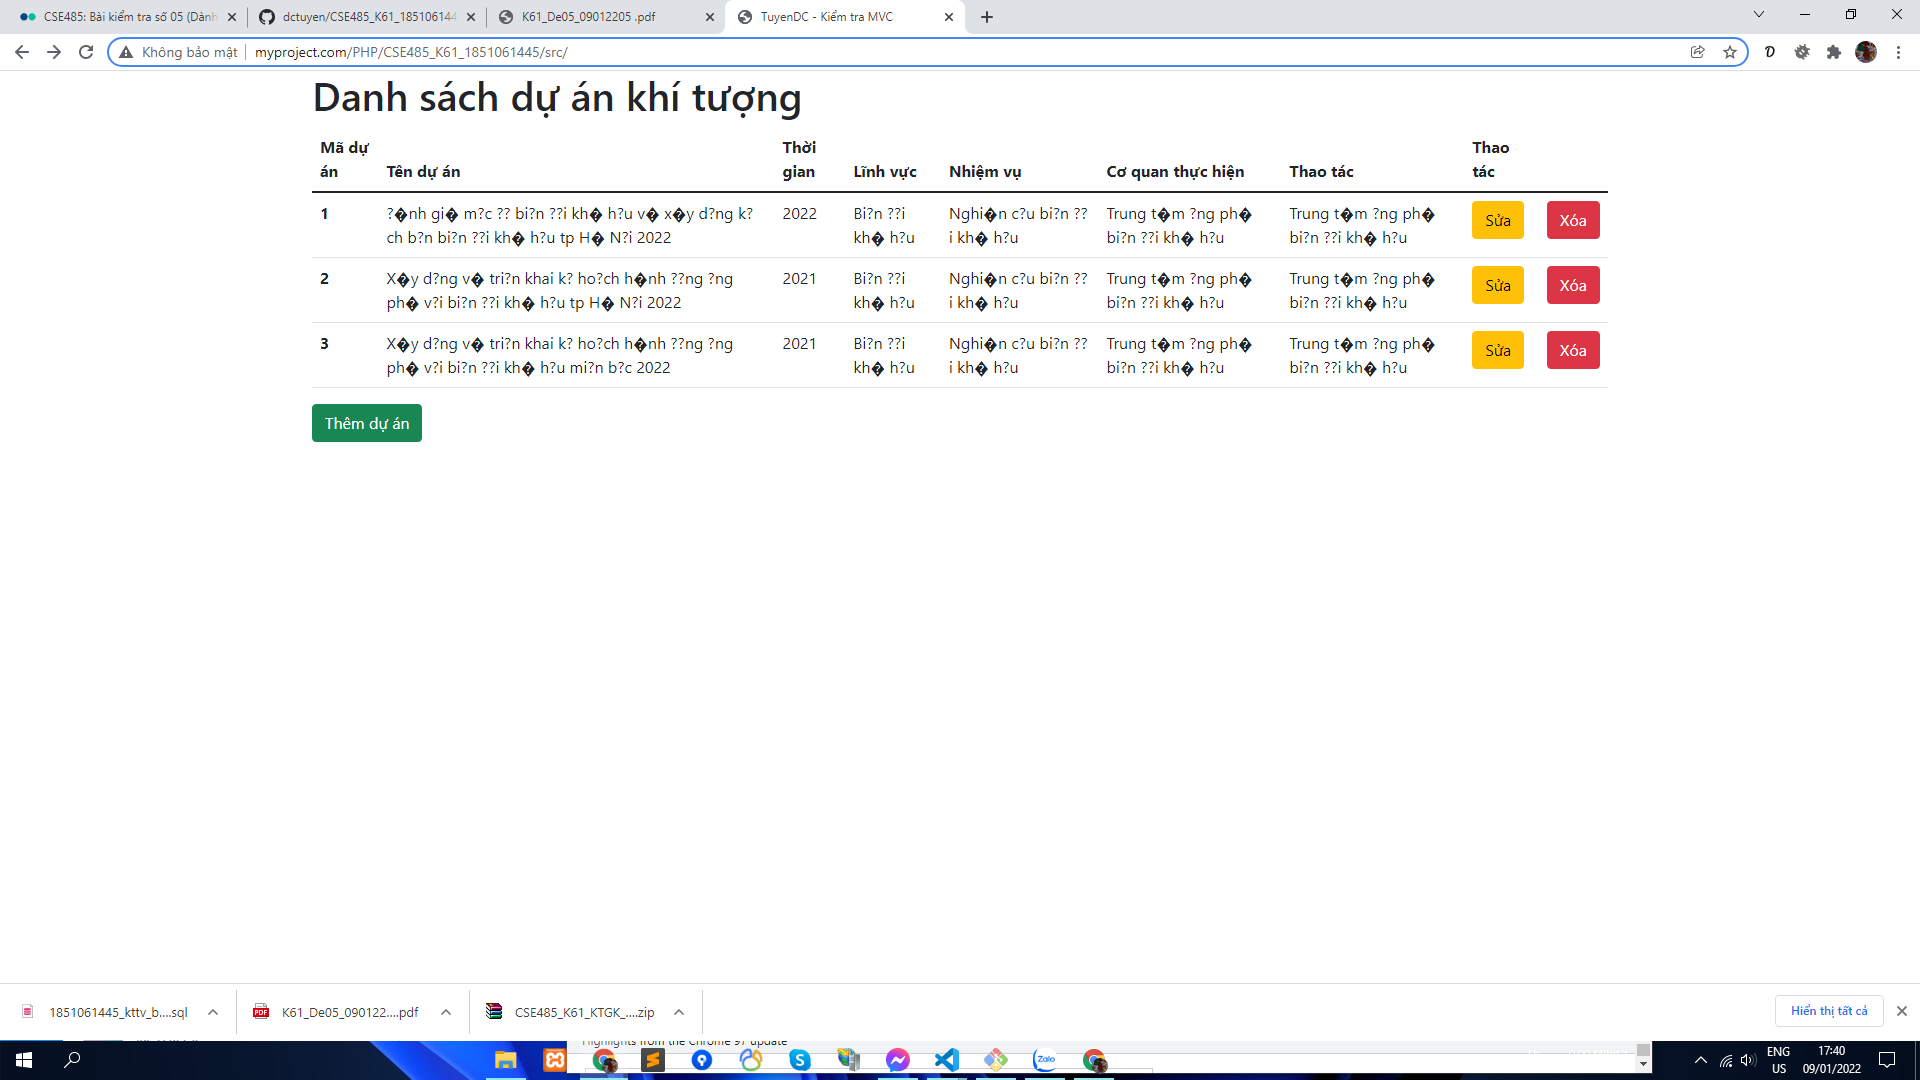 CSE485: Bài kiểm tra số 05 (Dành
dctuyen/CSE485_K61_185106144
K61_De05_09012205 .pdf
TuyenDC - Kiểm tra MVC
Không bảo mật
myproject.com/PHP/CSE485_K61_1851061445/src/
Danh sách dự án khí tượng
Mã dự án Tên dự án Thời gian Lĩnh vực Nhiệm vụ Cơ quan thực hiện Thao tác Thao tác
1 ?�nh gi� m?c ?? bi?n ??i kh� h?u v� x�y d?ng k? 2022 Bi?n ??i Nghi�n c?u bi?n ?? Trung t�m ?ng ph� Trung t�m ?ng ph� Sửa Xóa
ch b?n bi?n ??i kh� h?u tp H� N?i 2022 kh� h?u i kh� h?u bi?n ??i kh� h?u bi?n ??i kh� h?u
2 X�y d?ng v� tri?n khai k? ho?ch h�nh ??ng ?ng 2021 Bi?n ??i Nghi�n c?u bi?n ?? Trung t�m ?ng ph� Trung t�m ?ng ph� Sửa Xóa
ph� v?i bi?n ??i kh� h?u tp H� N?i 2022 kh� h?u i kh� h?u bi?n ??i kh� h?u bi?n ??i kh� h?u
3 X�y d?ng v� tri?n khai k? ho?ch h�nh ??ng ?ng 2021 Bi?n ??i Nghi�n c?u bi?n ?? Trung t�m ?ng ph� Trung t�m ?ng ph� Sửa Xóa
ph� v?i bi?n ??i kh� h?u mi?n b?c 2022 kh� h?u i kh� h?u bi?n ??i kh� h?u bi?n ??i kh� h?u
Thêm dự án
1851061445_kttv_b....sql
K61_De05_090122....pdf
CSE485_K61_KTGK_....zip
Hiển thị tất cả
Highlights from the Chrome 97 update
Zalo
ENG
US
17:40
09/01/2022